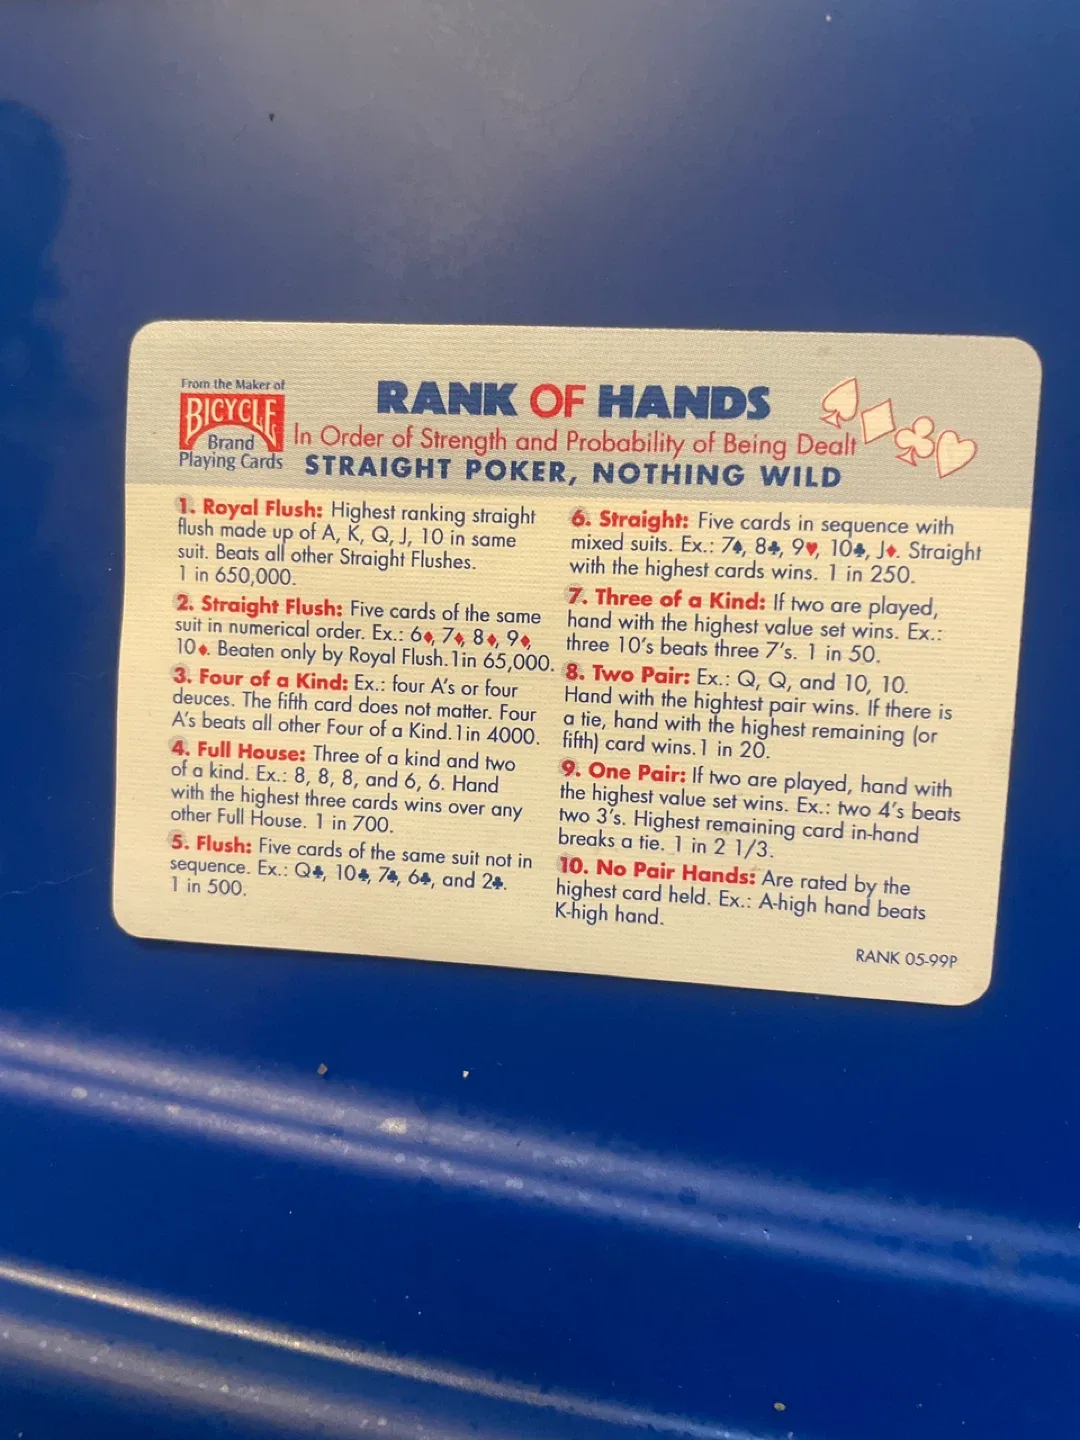 From the Maker of
BICYCLE
Brand
Playing Cards
RANK OF HANDS
In Order of Strength and Probability of Being Dealt
STRAIGHT POKER, NOTHING WILD
1. Royal Flush: Highest ranking straight
flush made up of A, K, Q, J, 10 in same
suit. Beats all other Straight Flushes.
1 in 650,000.
2. Straight Flush: Five cards of the same
suit in numerical order. Ex.: 6♦, 7♦, 8♦, 9♦,
10♦. Beaten only by Royal Flush. 1 in 65,000.
3. Four of a Kind: Ex.: four A's or four
deuces. The fifth card does not matter. Four
A's beats all other Four of a Kind. 1 in 4000.
4. Full House: Three of a kind and two
of a kind. Ex.: 8, 8, 8, and 6, 6. Hand
with the highest three cards wins over any
other Full House. 1 in 700.
5. Flush: Five cards of the same suit not in
sequence. Ex.: Q♣, 10♣, 7♣, 6♣, and 2♣.
1 in 500.
6. Straight: Five cards in sequence with
mixed suits. Ex.: 7♠, 8♣, 9♥, 10♣, J♦. Straight
with the highest cards wins. 1 in 250.
7. Three of a Kind: If two are played,
hand with the highest value set wins. Ex.:
three 10's beats three 7's. 1 in 50.
8. Two Pair: Ex.: Q, Q, and 10, 10.
Hand with the hightest pair wins. If there is
a tie, hand with the highest remaining (or
fifth) card wins. 1 in 20.
9. One Pair: If two are played, hand with
the highest value set wins. Ex.: two 4's beats
two 3's. Highest remaining card in-hand
breaks a tie. 1 in 2 1/3.
10. No Pair Hands: Are rated by the
highest card held. Ex.: A-high hand beats
K-high hand.
RANK 05-99P